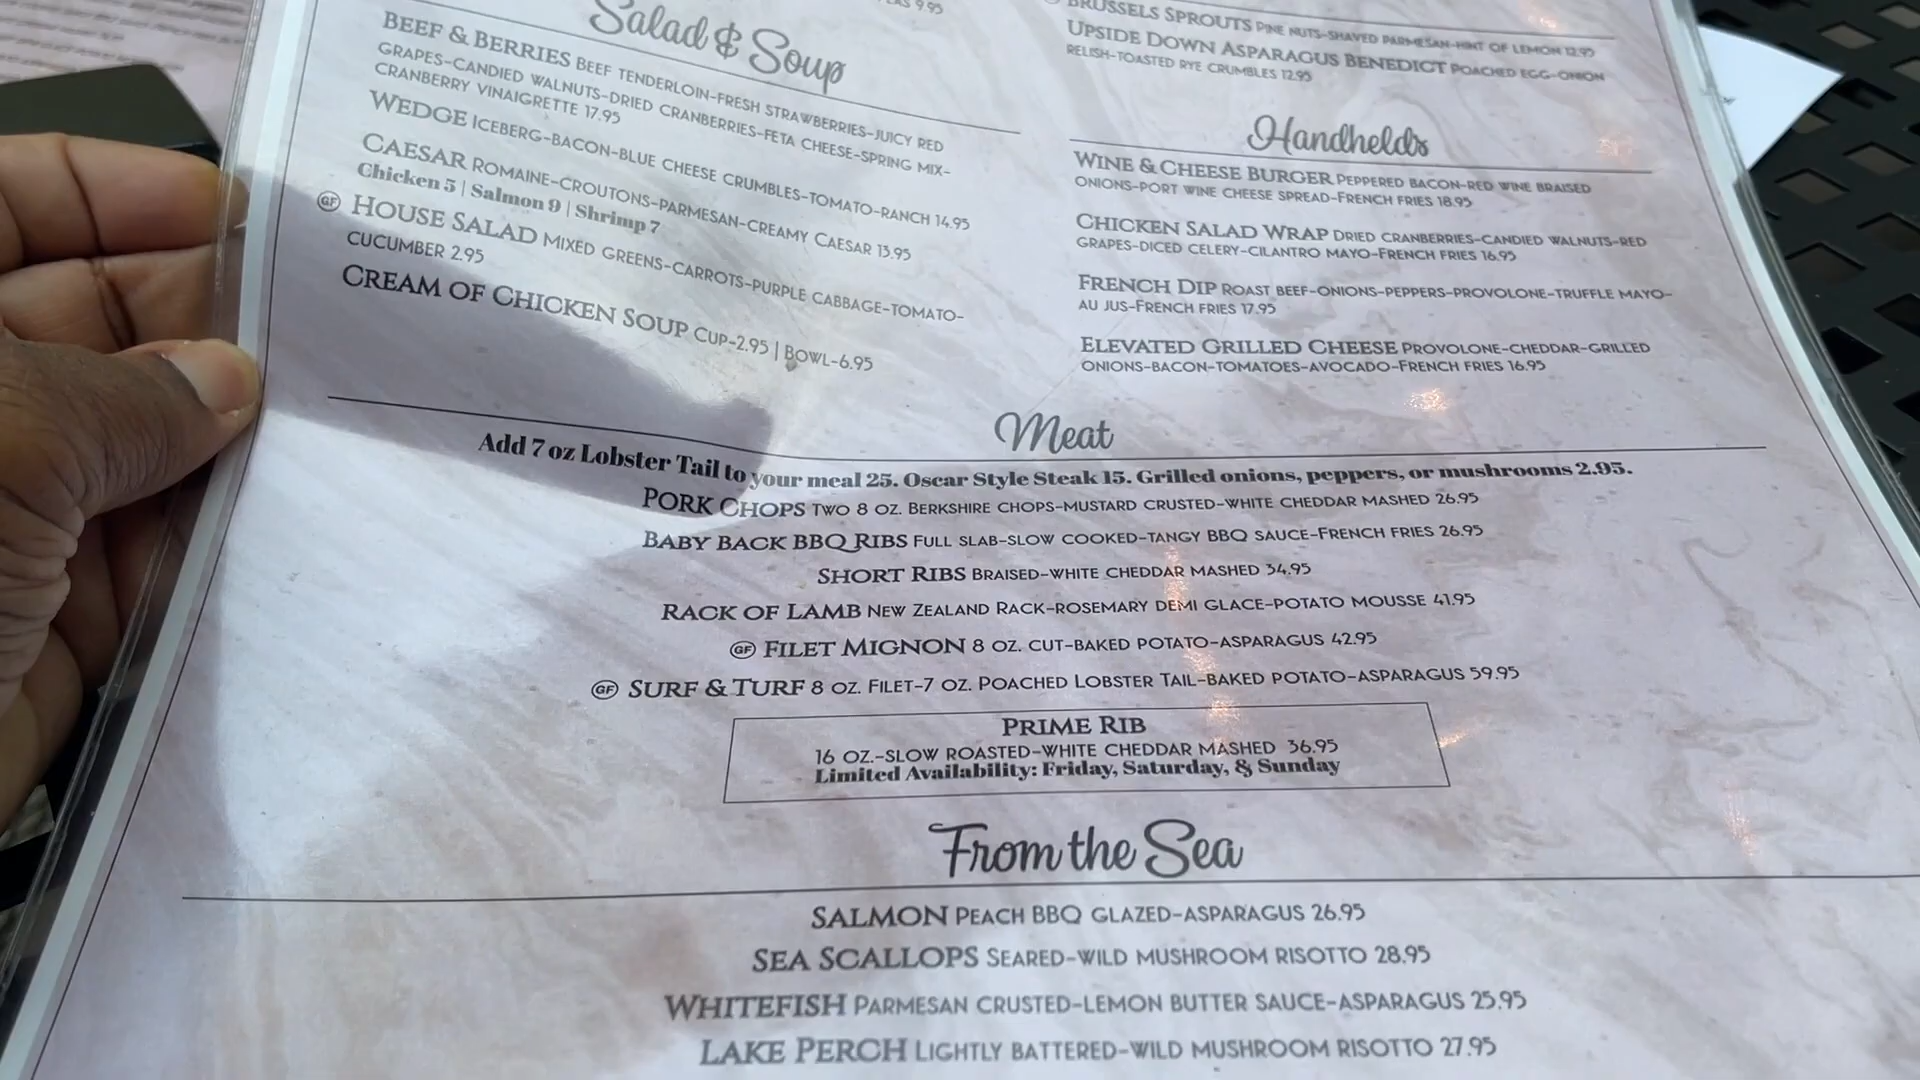 9.95
Salad & Soup
BEEF & BERRIES BEEF TENDERLOIN-FRESH STRAWBERRIES-JUICY RED
GRAPES-CANDIED WALNUTS-DRIED CRANBERRIES-FETA CHEESE-SPRING MIX-
CRANBERRY VINAIGRETTE 17.95
WEDGE ICEBERG-BACON-BLUE CHEESE CRUMBLES-TOMATO-RANCH 14.95
CAESAR ROMAINE-CROUTONS-PARMESAN-CREAMY CAESAR 13.95
Chicken 5 | Salmon 9 | Shrimp 7
GF HOUSE SALAD MIXED GREENS-CARROTS-PURPLE CABBAGE-TOMATO-
CUCUMBER 2.95
CREAM OF CHICKEN SOUP CUP-2.95 | BOWL-6.95
BRUSSELS SPROUTS PINE NUTS-SHAVED PARMESAN-HINT OF LEMON 12.95
UPSIDE DOWN ASPARAGUS BENEDICT POACHED EGG-ONION
RELISH-TOASTED RYE CRUMBLES 12.95
Handhelds
WINE & CHEESE BURGER PEPPERED BACON-RED WINE BRAISED
ONIONS-PORT WINE CHEESE SPREAD-FRENCH FRIES 18.95
CHICKEN SALAD WRAP DRIED CRANBERRIES-CANDIED WALNUTS-RED
GRAPES-DICED CELERY-CILANTRO MAYO-FRENCH FRIES 16.95
FRENCH DIP ROAST BEEF-ONIONS-PEPPERS-PROVOLONE-TRUFFLE MAYO-
AU JUS-FRENCH FRIES 17.95
ELEVATED GRILLED CHEESE PROVOLONE-CHEDDAR-GRILLED
ONIONS-BACON-TOMATOES-AVOCADO-FRENCH FRIES 16.95
Meat
Add 7 oz Lobster Tail to your meal 25. Oscar Style Steak 15. Grilled onions, peppers, or mushrooms 2.95.
PORK CHOPS TWO 8 OZ. BERKSHIRE CHOPS-MUSTARD CRUSTED-WHITE CHEDDAR MASHED 26.95
BABY BACK BBQ RIBS FULL SLAB-SLOW COOKED-TANGY BBQ SAUCE-FRENCH FRIES 26.95
SHORT RIBS BRAISED-WHITE CHEDDAR MASHED 34.95
RACK OF LAMB NEW ZEALAND RACK-ROSEMARY DEMI GLACE-POTATO MOUSSE 41.95
GF FILET MIGNON 8 OZ. CUT-BAKED POTATO-ASPARAGUS 42.95
GF SURF & TURF 8 OZ. FILET-7 OZ. POACHED LOBSTER TAIL-BAKED POTATO-ASPARAGUS 59.95
PRIME RIB
16 OZ.-SLOW ROASTED-WHITE CHEDDAR MASHED 36.95
Limited Availability: Friday, Saturday, & Sunday
From the Sea
SALMON PEACH BBQ GLAZED-ASPARAGUS 26.95
SEA SCALLOPS SEARED-WILD MUSHROOM RISOTTO 28.95
WHITEFISH PARMESAN CRUSTED-LEMON BUTTER SAUCE-ASPARAGUS 25.95
LAKE PERCH LIGHTLY BATTERED-WILD MUSHROOM RISOTTO 27.95